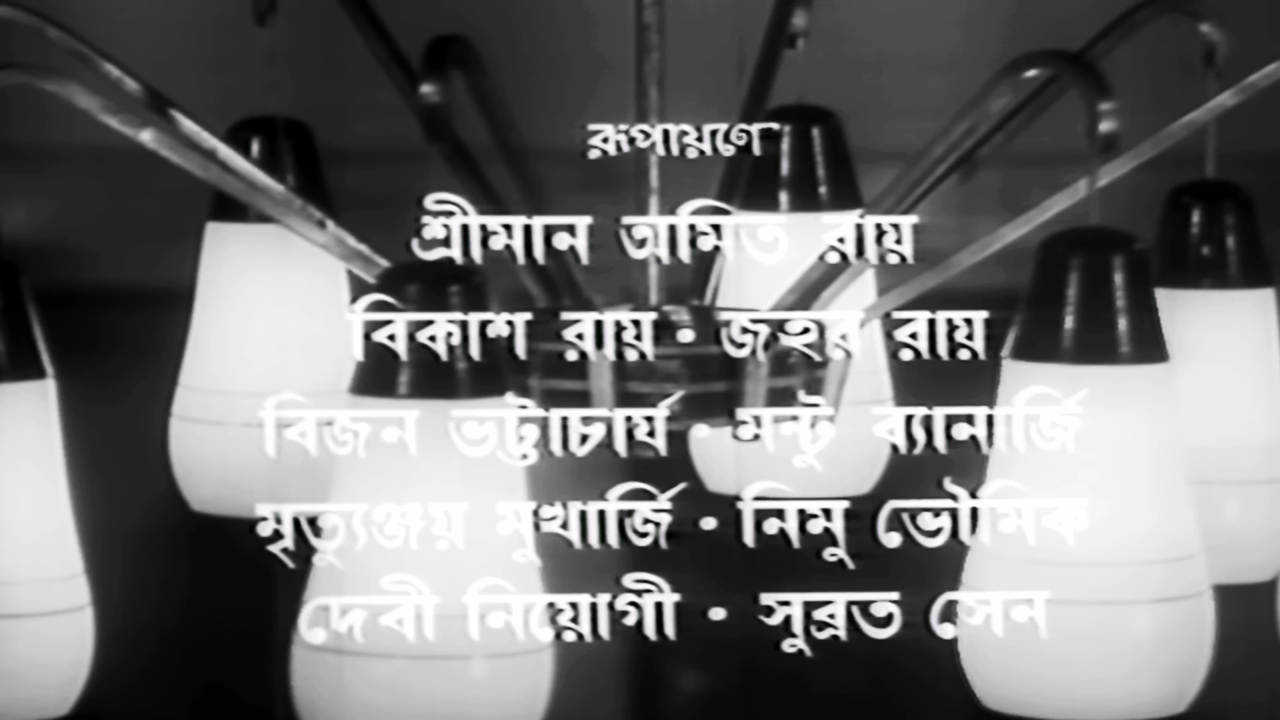 রূপায়ণে
শ্রীমান অমিত রায়
বিকাশ রায় • জহর রায়
বিজন ভট্টাচার্য • মন্টু ব্যানার্জি
মৃত্যুঞ্জয় মুখার্জি • নিমু ভৌমিক
দেবী নিয়োগী • সুব্রত সেন